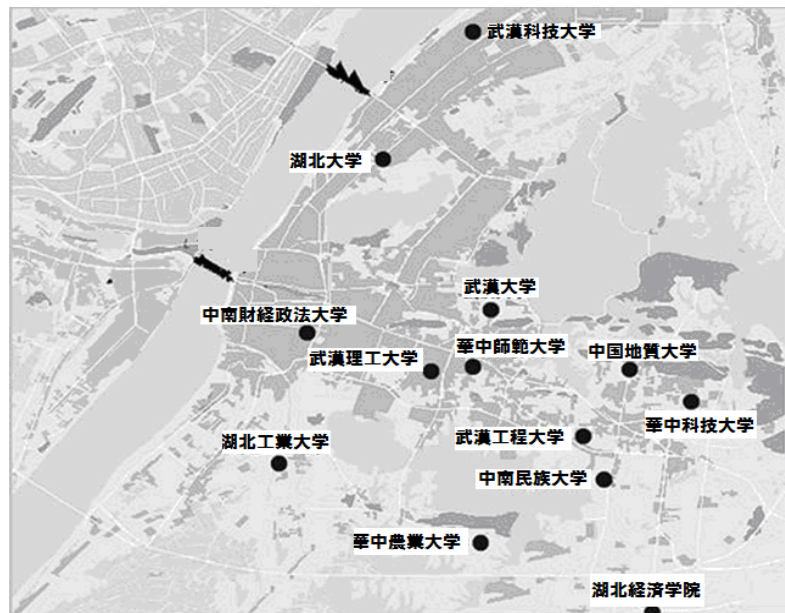 武漢科技大学
湖北大学
武漢大学
中南財経政法大学
武漢理工大学
華中師範大学
中国地質大学
華中科技大学
湖北工業大学
武漢工程大学
中南民族大学
華中農業大学
湖北経済学院